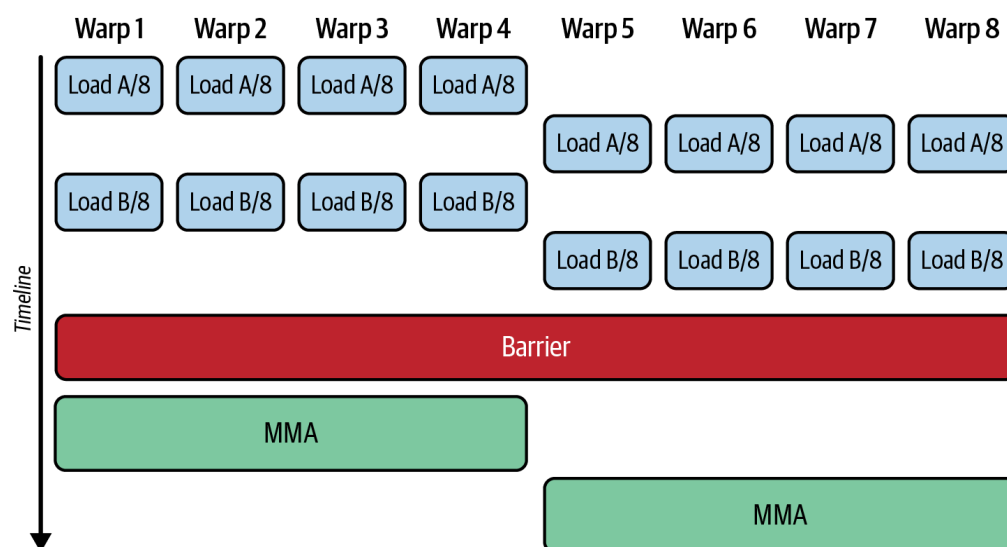 Warp 1 Warp 2 Warp 3 Warp 4 Warp 5 Warp 6 Warp 7 Warp 8
Load A/8 Load A/8 Load A/8 Load A/8
Load A/8 Load A/8 Load A/8 Load A/8
Load B/8 Load B/8 Load B/8 Load B/8
Load B/8 Load B/8 Load B/8 Load B/8
Timeline
Barrier
MMA
MMA